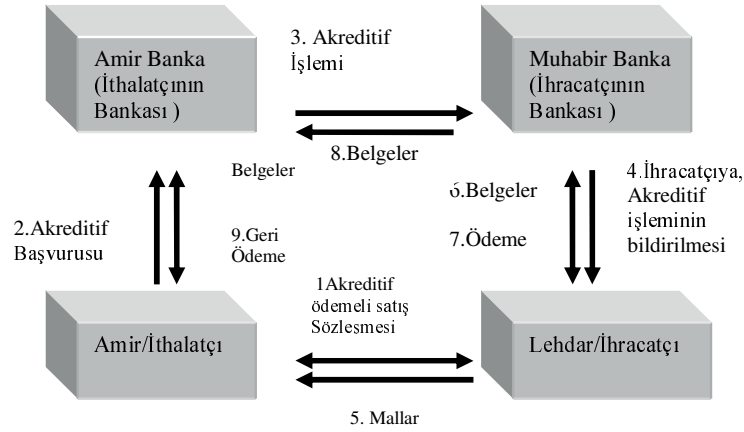 Amir Banka
(İthalatçının
Bankası )
3. Akreditif
İşlemi
Muhabir Banka
(İhracatçının
Bankası )
8.Belgeler
2.Akreditif
Başvurusu
Belgeler
9.Geri
Ödeme
6.Belgeler
7.Ödeme
4.İhracatçıya,
Akreditif
işleminin
bildirilmesi
1Akreditif
ödemeli satış
Sözleşmesi
Amir/İthalatçı
Lehdar/İhracatçı
5. Mallar